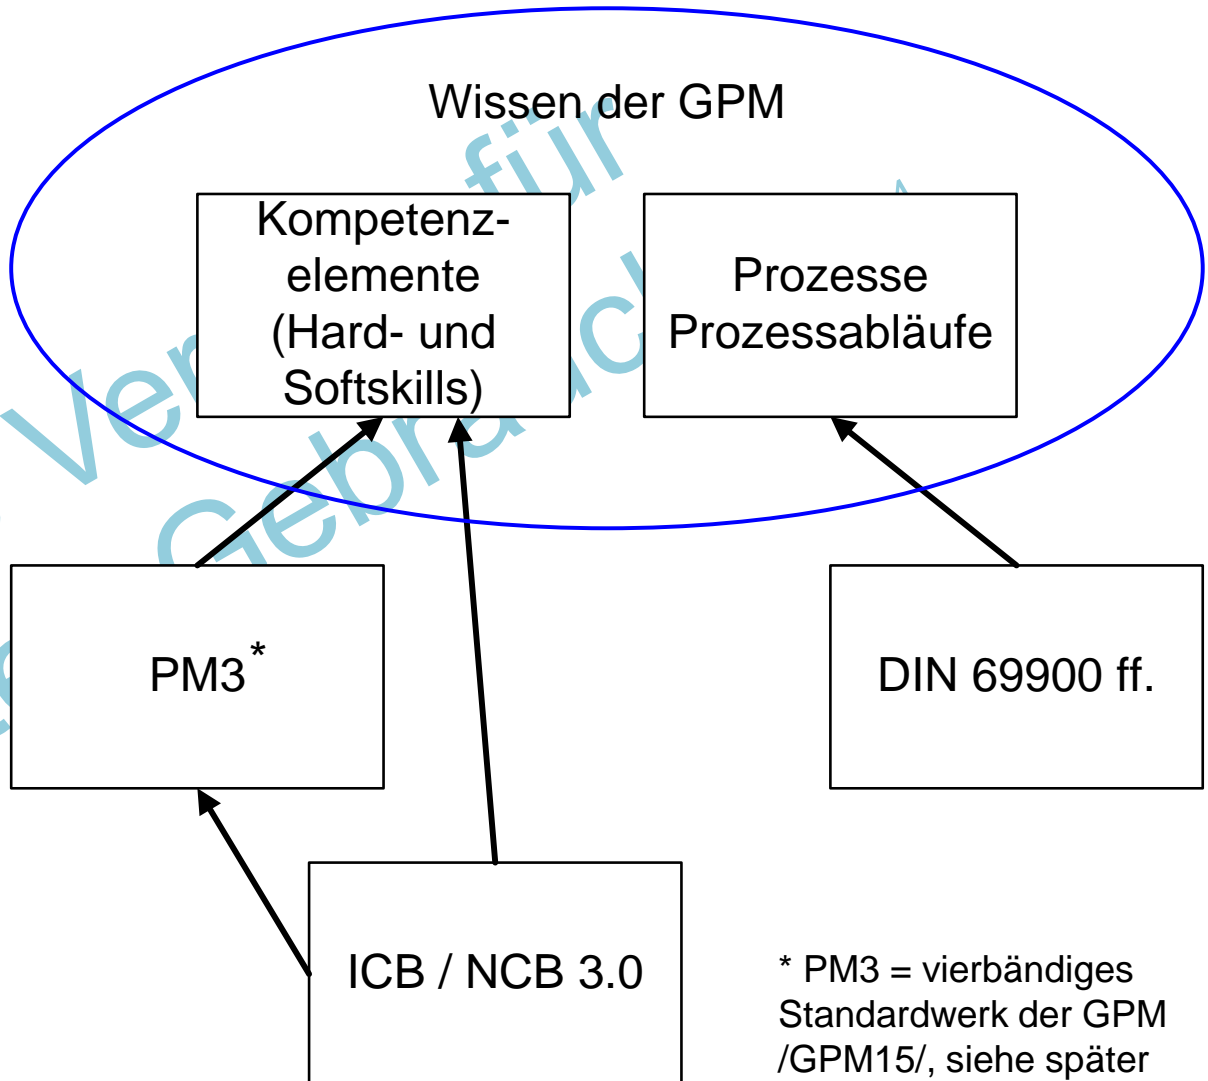 Wissen der GPM
Kompetenz-
elemente
(Hard- und
Softskills)
Prozesse
Prozessabläufe
PM3*
DIN 69900 ff.
ICB / NCB 3.0
* PM3 = vierbändiges
Standardwerk der GPM
/GPM15/, siehe später
für